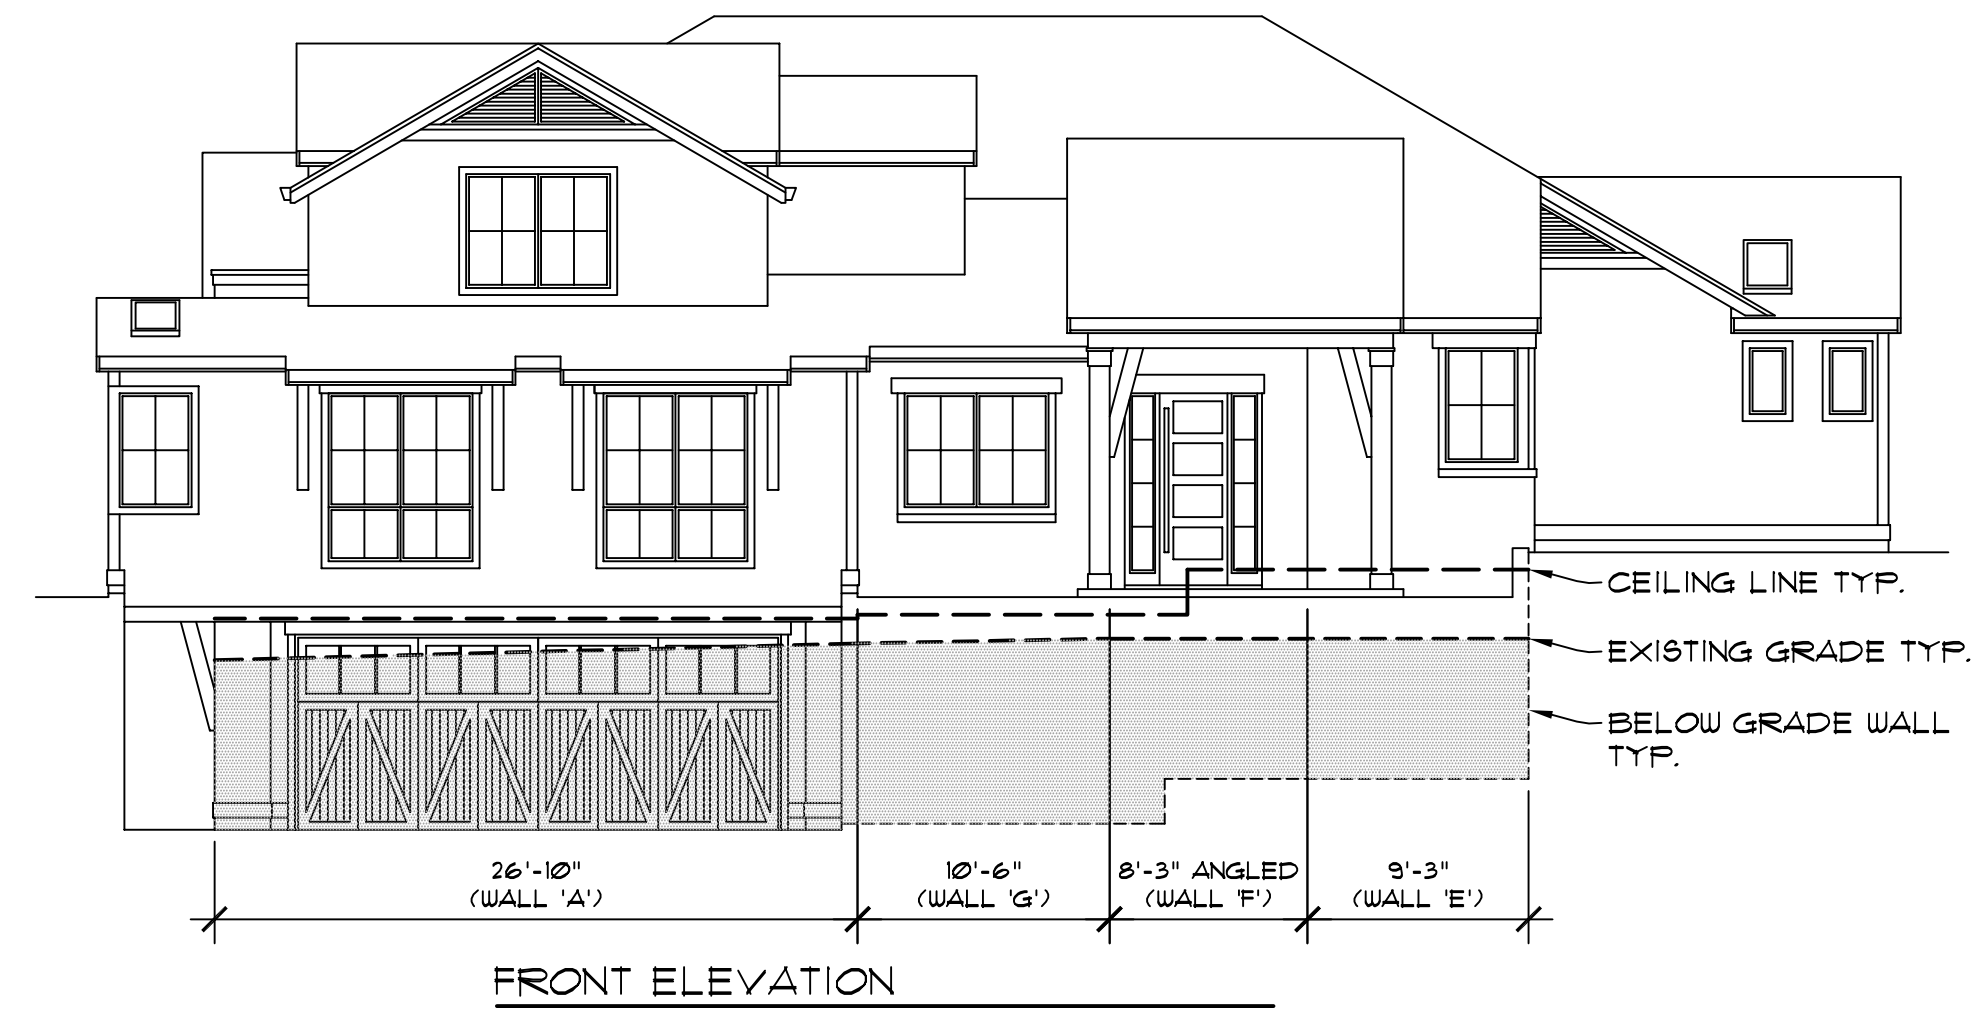 CEILING LINE TYP.
EXISTING GRADE TYP.
BELOW GRADE WALL
TYP.
26'-10"
(WALL 'A')
10'-6"
(WALL 'G')
8'-3" ANGLED
(WALL 'F')
9'-3"
(WALL 'E')
FRONT ELEVATION